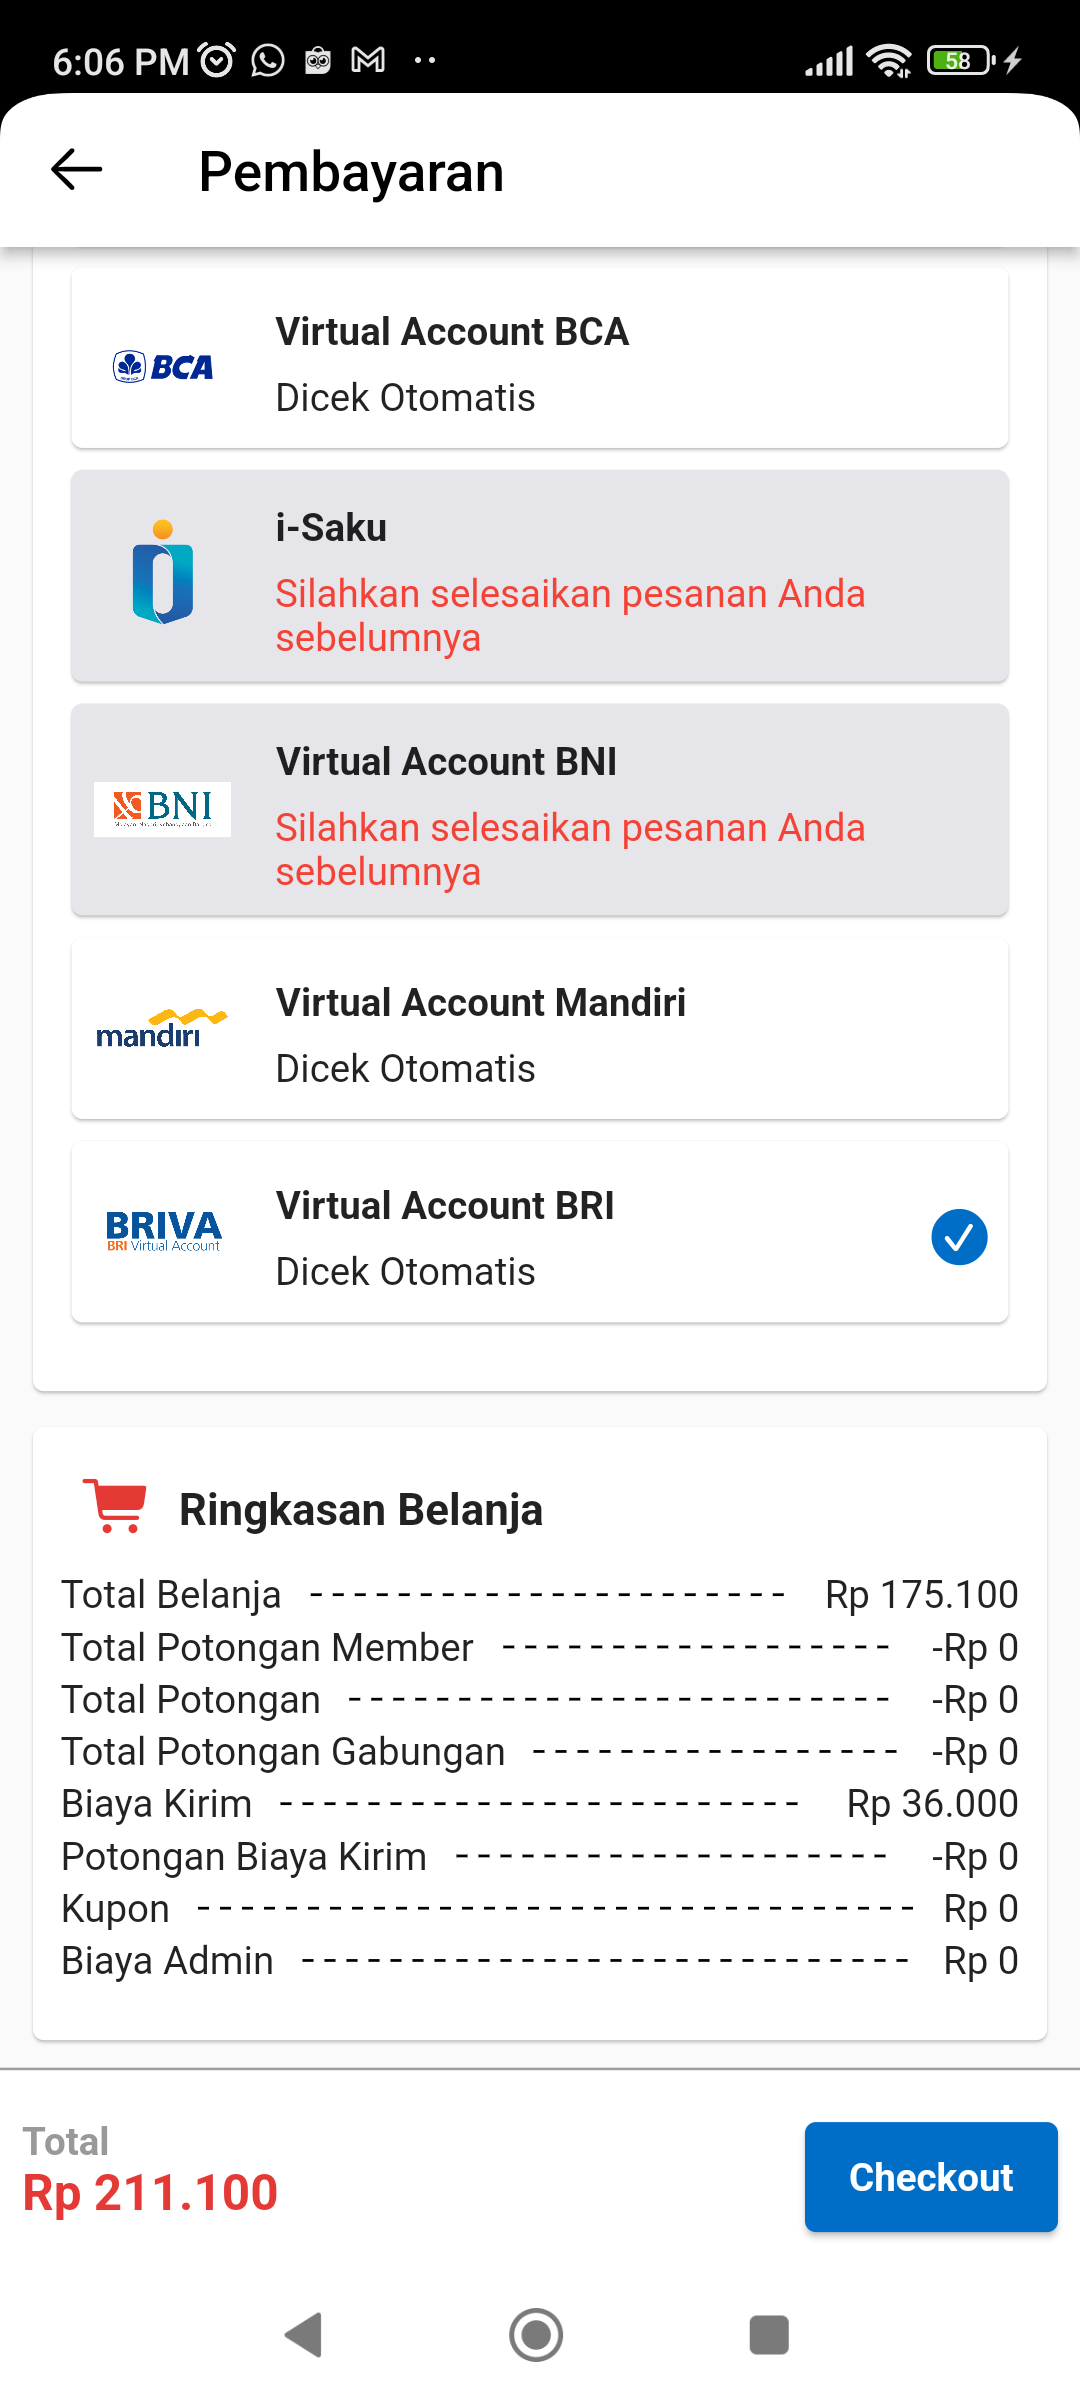 6:06 PM
58
Pembayaran
BCA
Virtual Account BCA
Dicek Otomatis
i-Saku
Silahkan selesaikan pesanan Anda
sebelumnya
BNI
Virtual Account BNI
Silahkan selesaikan pesanan Anda
sebelumnya
mandiri
Virtual Account Mandiri
Dicek Otomatis
BRIVA
BRI Virtual Account
Virtual Account BRI
Dicek Otomatis
Ringkasan Belanja
Total Belanja ---------------------- Rp 175.100
Total Potongan Member ------------------ -Rp 0
Total Potongan ------------------------- -Rp 0
Total Potongan Gabungan ----------------- -Rp 0
Biaya Kirim ------------------------ Rp 36.000
Potongan Biaya Kirim -------------------- -Rp 0
Kupon --------------------------------- Rp 0
Biaya Admin ---------------------------- Rp 0
Total
Rp 211.100
Checkout